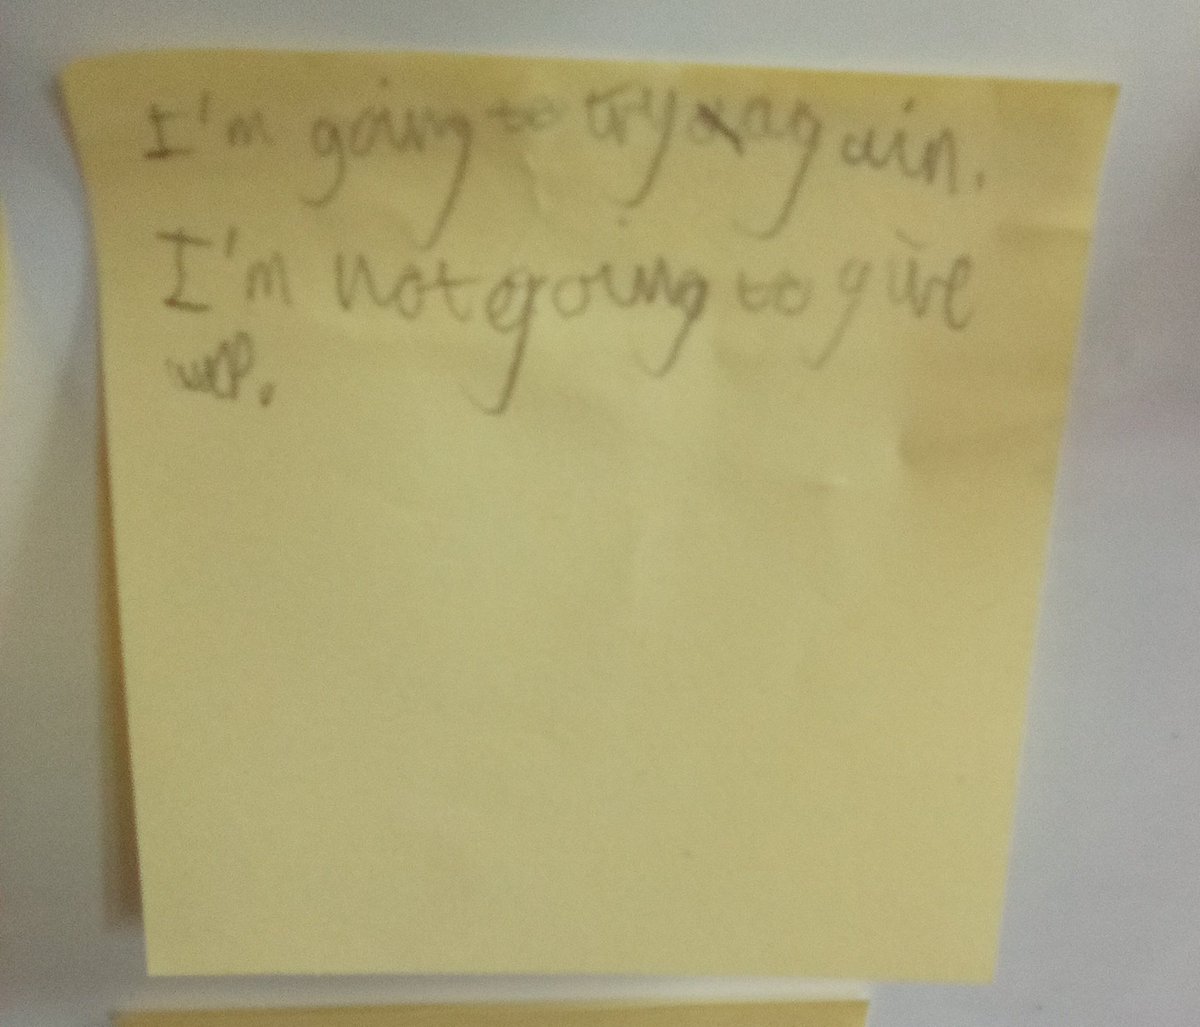 I'm going to try again.
I'm not going to give
up.